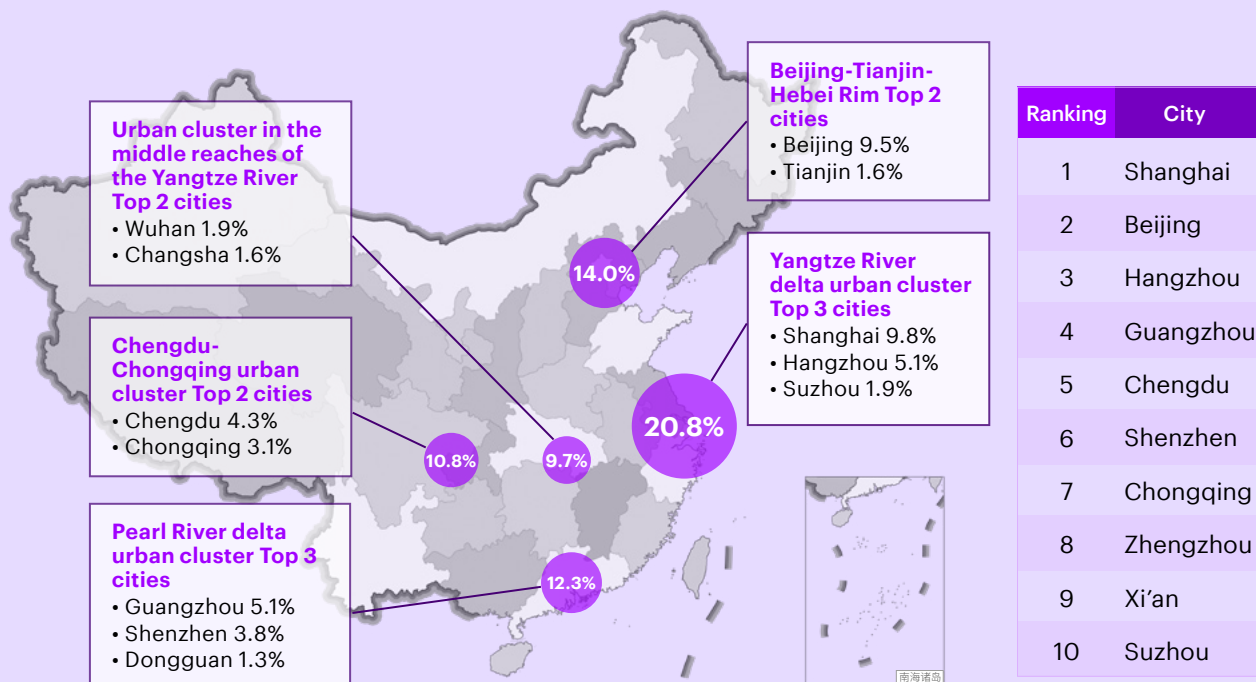 Urban cluster in the
middle reaches of
the Yangtze River
Top 2 cities
• Wuhan 1.9%
• Changsha 1.6%
Chengdu-
Chongqing urban
cluster Top 2 cities
• Chengdu 4.3%
• Chongqing 3.1%
Pearl River delta
urban cluster Top 3
cities
• Guangzhou 5.1%
• Shenzhen 3.8%
• Dongguan 1.3%
Beijing-Tianjin-
Hebei Rim Top 2
cities
• Beijing 9.5%
• Tianjin 1.6%
Yangtze River
delta urban cluster
Top 3 cities
• Shanghai 9.8%
• Hangzhou 5.1%
• Suzhou 1.9%
14.0%
20.8%
10.8%
9.7%
12.3%
南海诸岛
Ranking City
1 Shanghai
2 Beijing
3 Hangzhou
4 Guangzhou
5 Chengdu
6 Shenzhen
7 Chongqing
8 Zhengzhou
9 Xi’an
10 Suzhou